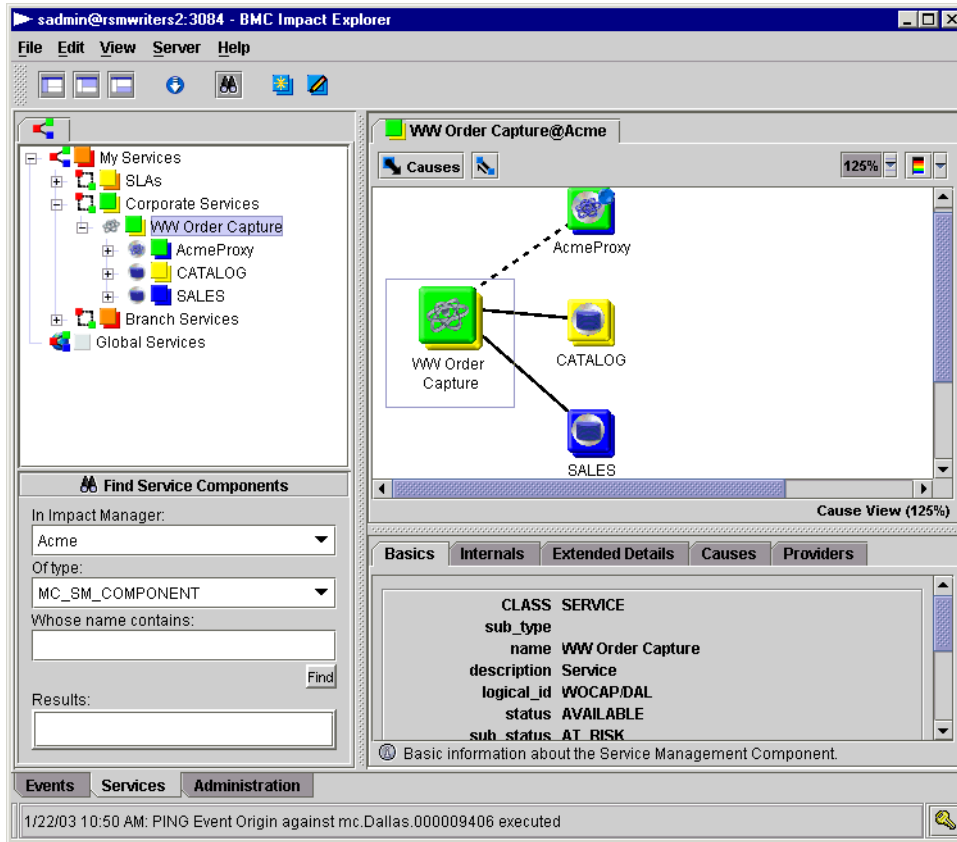 sadmin@rsmwriters2:3084 - BMC Impact Explorer
File Edit View Server Help
My Services
SLAs
Corporate Services
WW Order Capture
AcmeProxy
CATALOG
SALES
Branch Services
Global Services
Find Service Components
In Impact Manager:
Acme
Of type:
MC_SM_COMPONENT
Whose name contains:
Find
Results:
WW Order Capture@Acme
Causes
125%
AcmeProxy
WW Order
Capture
CATALOG
SALES
Cause View (125%)
Basics Internals Extended Details Causes Providers
CLASS SERVICE
sub_type
name WW Order Capture
description Service
logical_id WOCAP/DAL
status AVAILABLE
sub_status AT_RISK
Basic information about the Service Management Component.
Events Services Administration
1/22/03 10:50 AM: PING Event Origin against mc.Dallas.000009406 executed